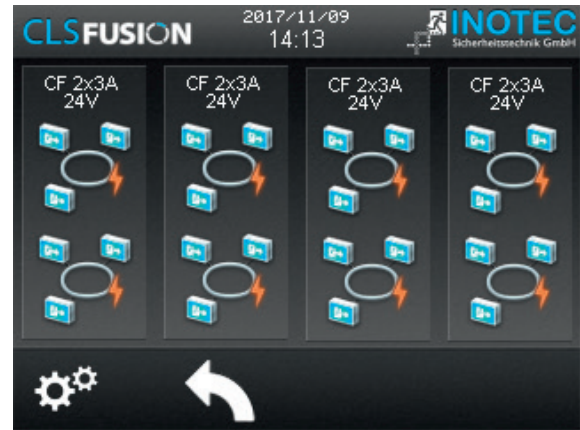 CLSFUSION
2017/11/09
14:13
INOTEC
Sicherheitstechnik GmbH
CF 2x3A
24V
CF 2x3A
24V
CF 2x3A
24V
CF 2x3A
24V